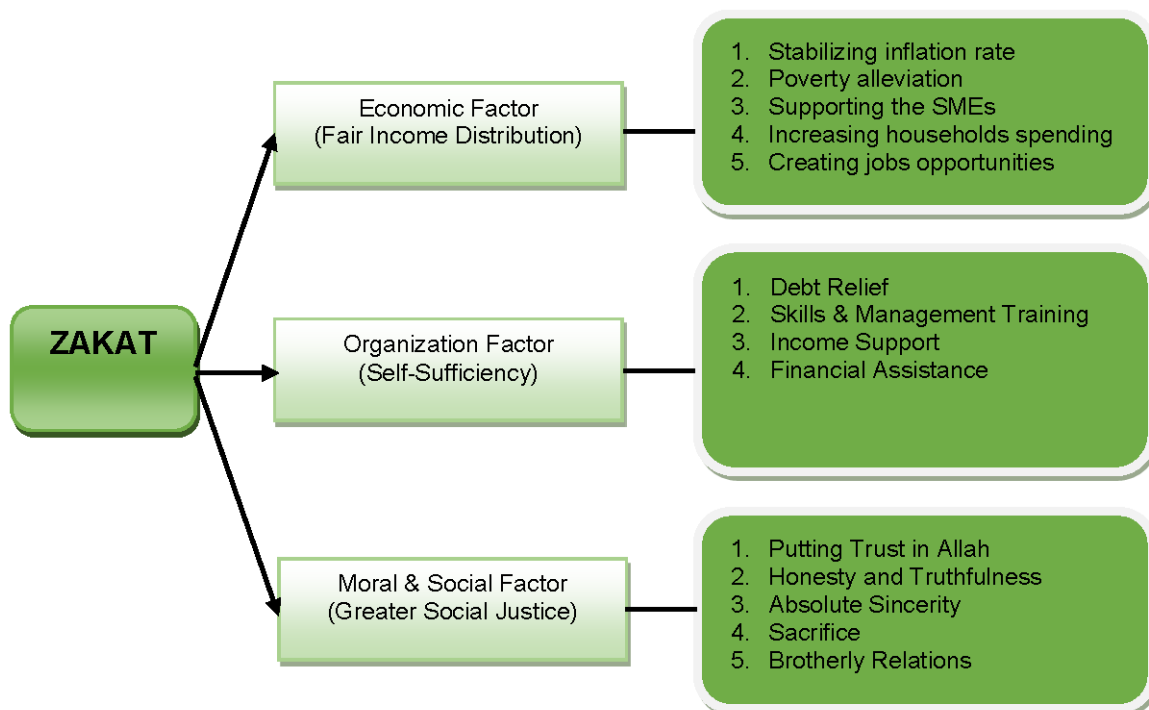 ZAKAT
Economic Factor
(Fair Income Distribution)
1. Stabilizing inflation rate
2. Poverty alleviation
3. Supporting the SMEs
4. Increasing households spending
5. Creating jobs opportunities
Organization Factor
(Self-Sufficiency)
1. Debt Relief
2. Skills & Management Training
3. Income Support
4. Financial Assistance
Moral & Social Factor
(Greater Social Justice)
1. Putting Trust in Allah
2. Honesty and Truthfulness
3. Absolute Sincerity
4. Sacrifice
5. Brotherly Relations